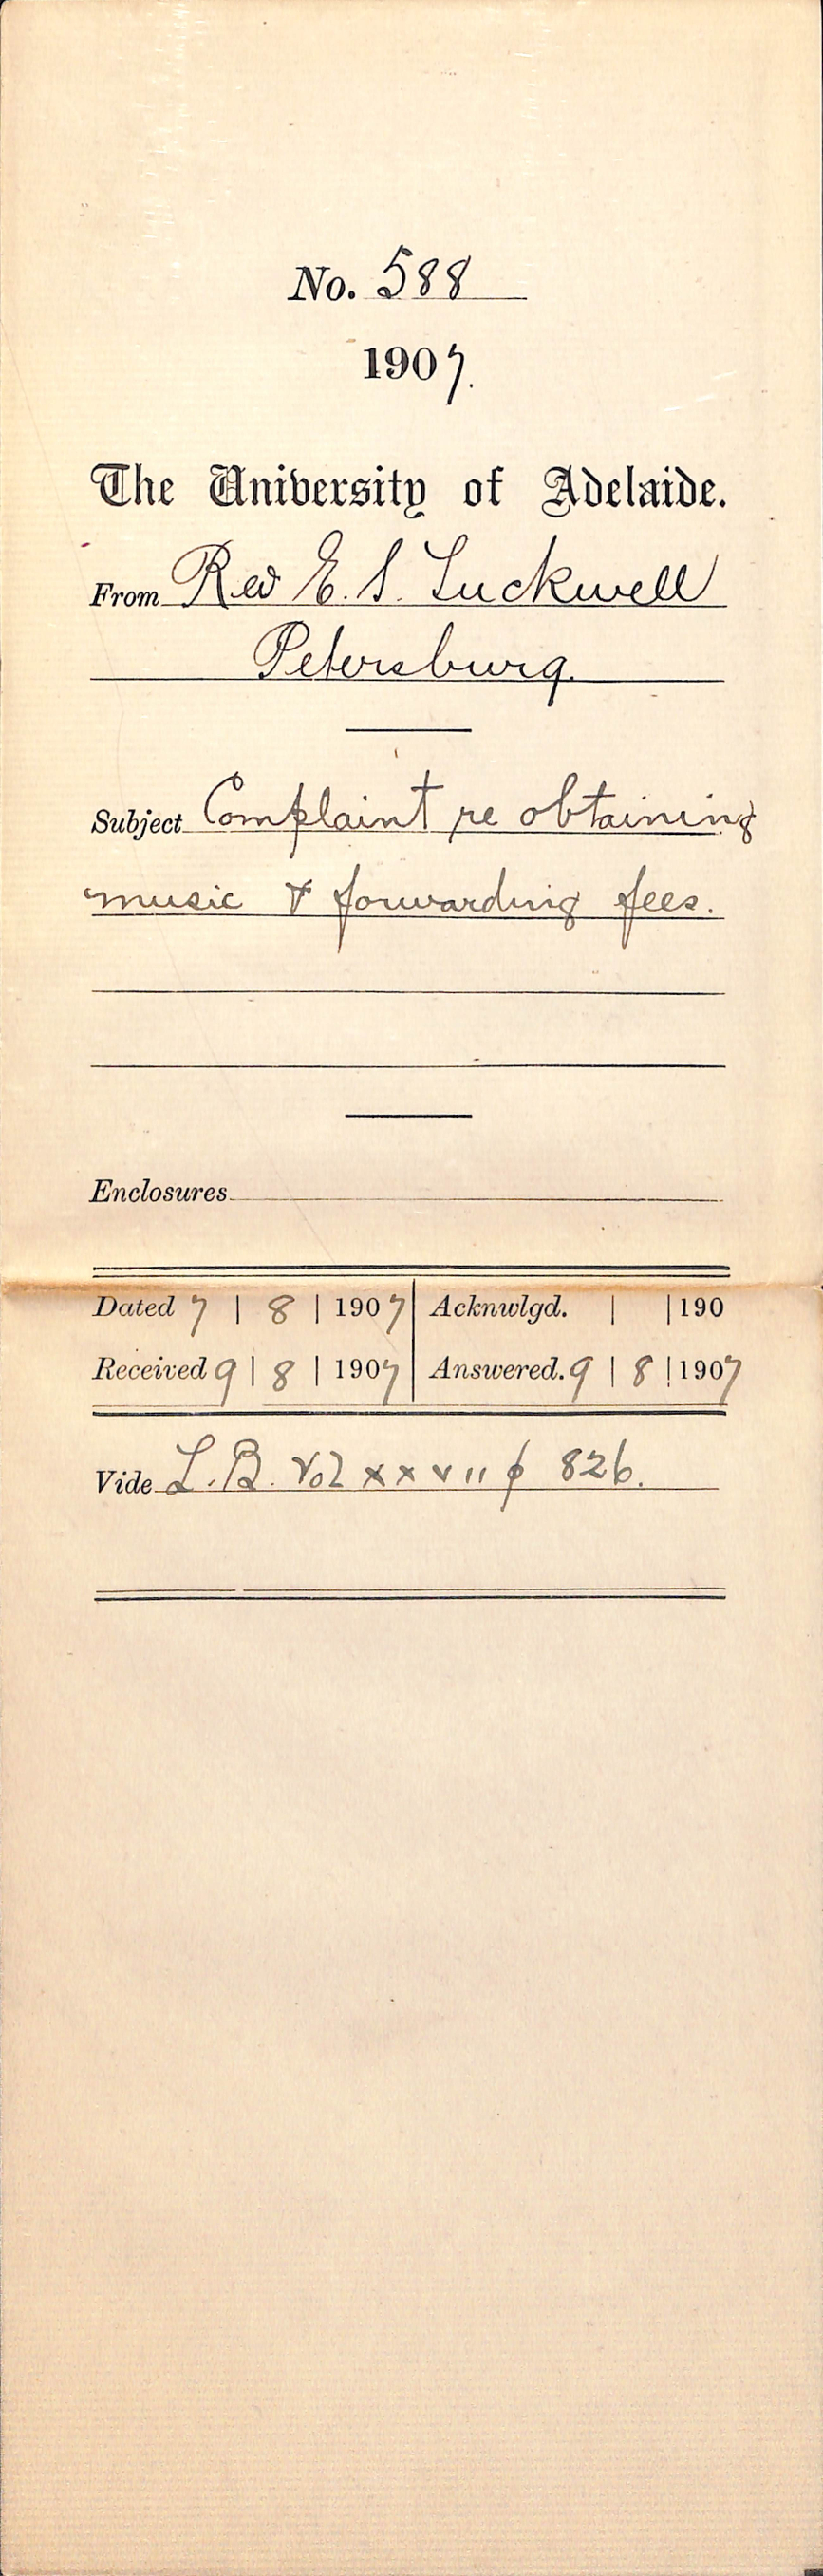 No. 588
1907.
The University of Adelaide.
From Rev E. S. Tuckwell
Petersburg.
Subject Complaint re obtaining
music & forwarding fees.
Enclosures
Dated 7 | 8 | 1907 Acknwlgd. | | 190
Received 9 | 8 | 1907 Answered. 9 | 8 | 1907
Vide L.B. Vol xxvii p 826.